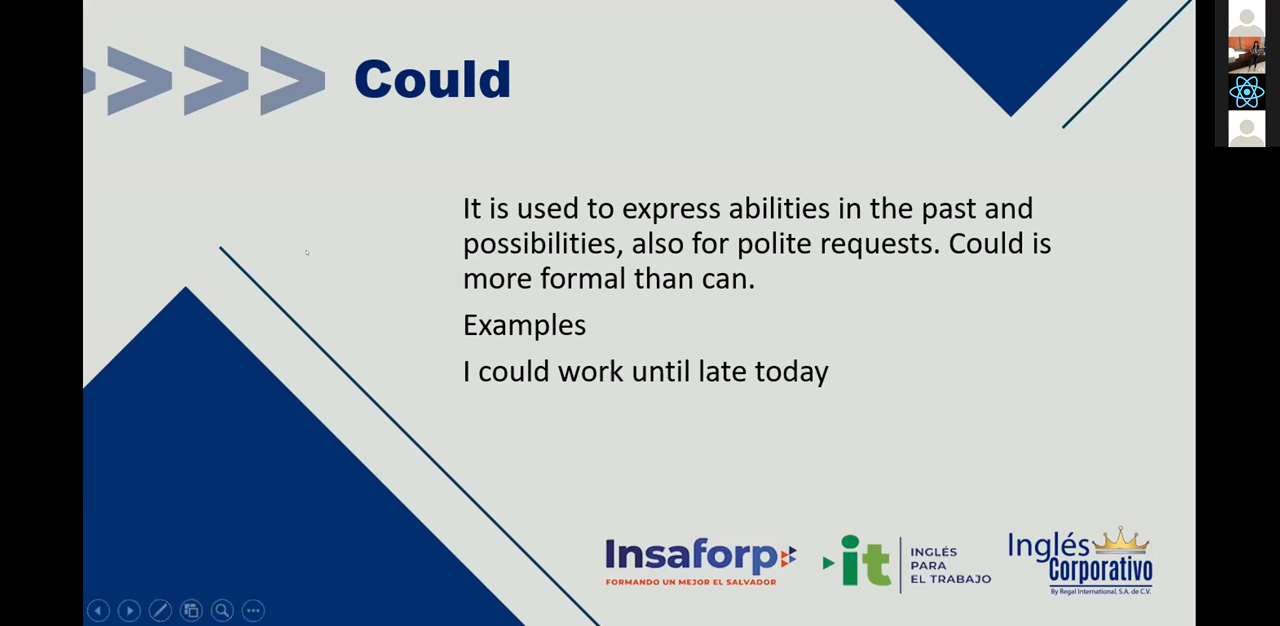 Could
It is used to express abilities in the past and
possibilities, also for polite requests. Could is
more formal than can.
Examples
I could work until late today
Insaforp
FORMANDO UN MEJOR EL SALVADOR
it
INGLÉS
PARA
EL TRABAJO
Inglés
Corporativo
By Regal International, S.A. de C.V.